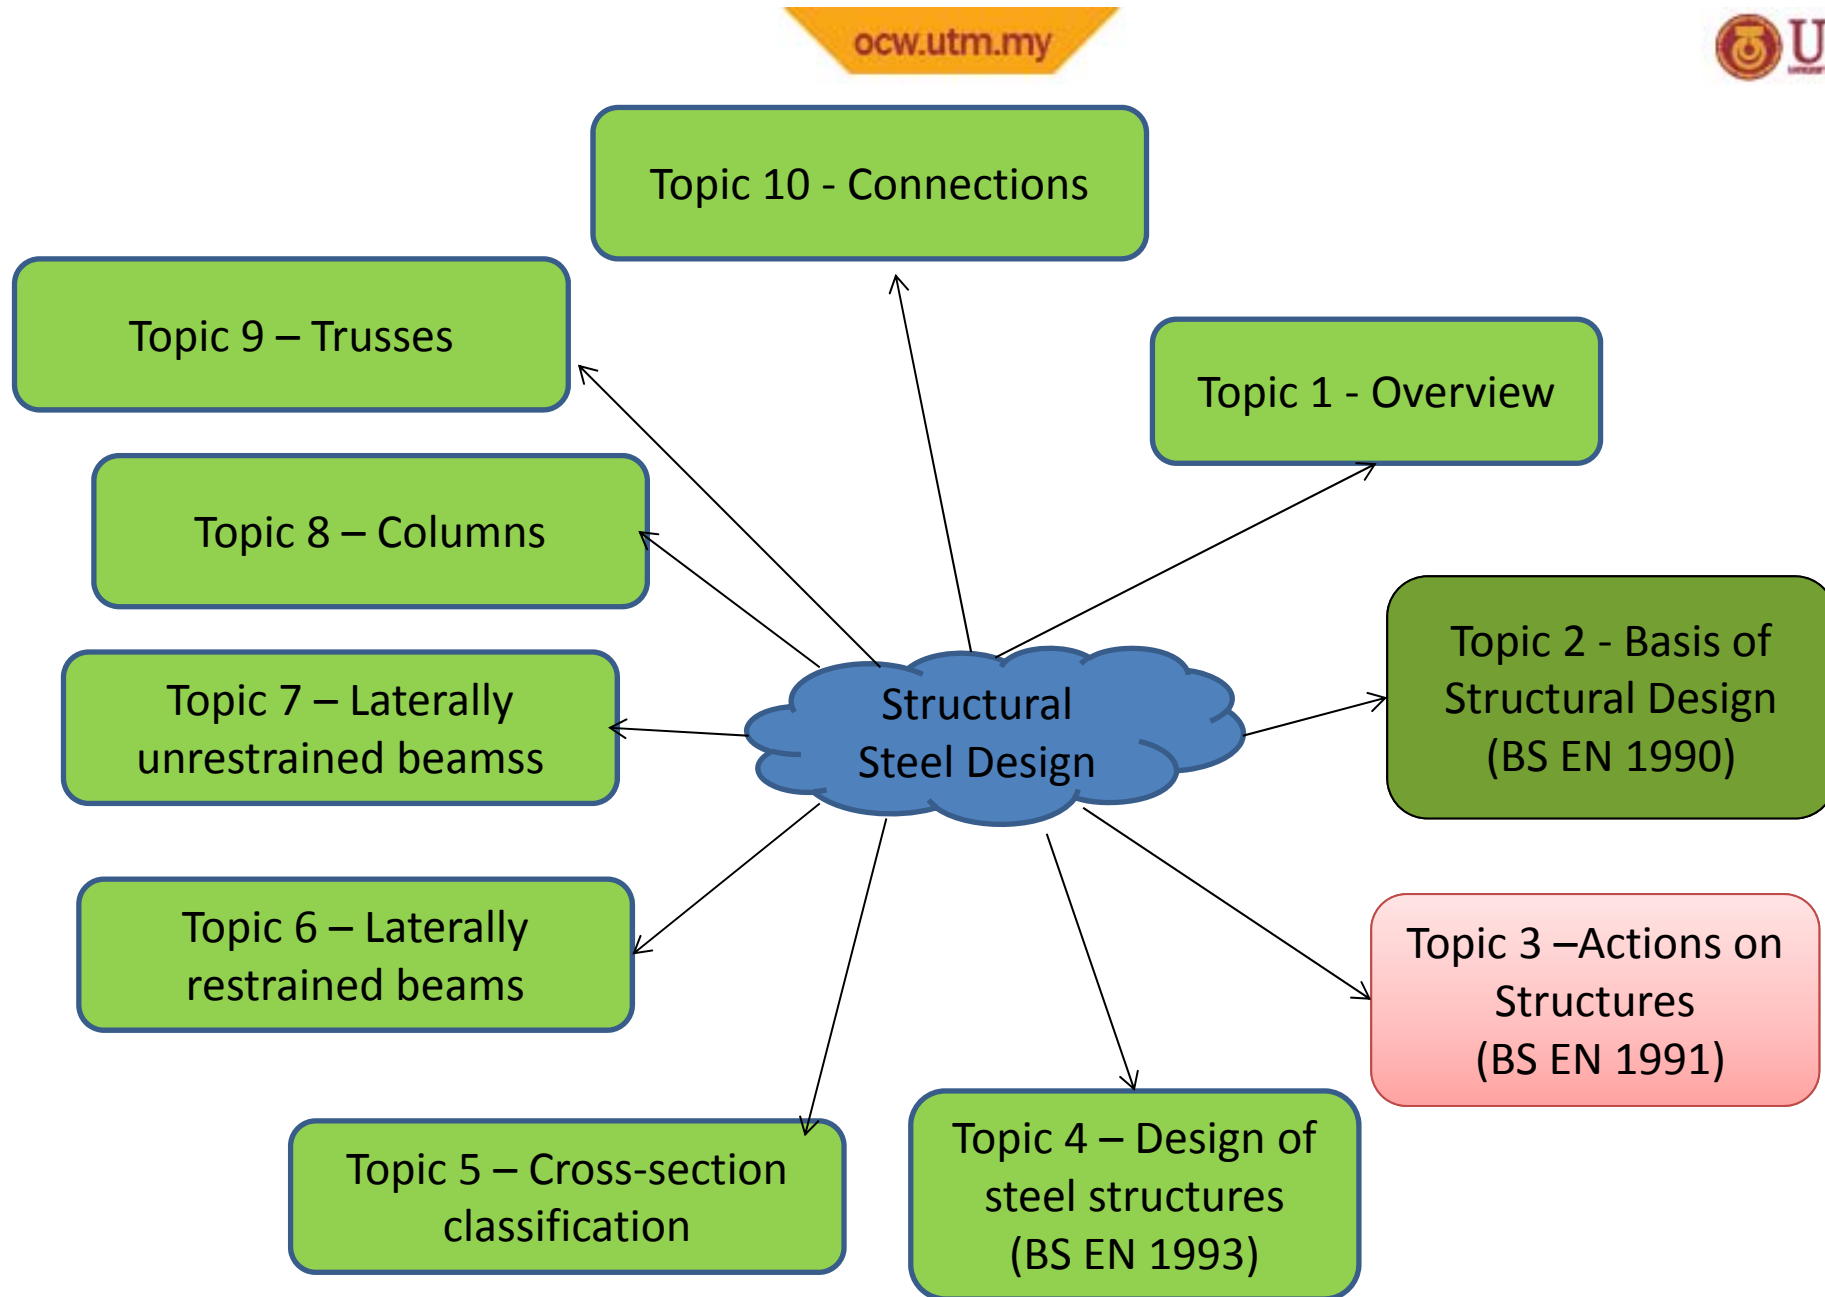 ocw.utm.my
U
Topic 10 - Connections
Topic 9 – Trusses
Topic 1 - Overview
Topic 8 – Columns
Topic 2 - Basis of
Structural Design
(BS EN 1990)
Topic 7 – Laterally
unrestrained beamss
Structural
Steel Design
Topic 6 – Laterally
restrained beams
Topic 3 –Actions on
Structures
(BS EN 1991)
Topic 5 – Cross-section
classification
Topic 4 – Design of
steel structures
(BS EN 1993)